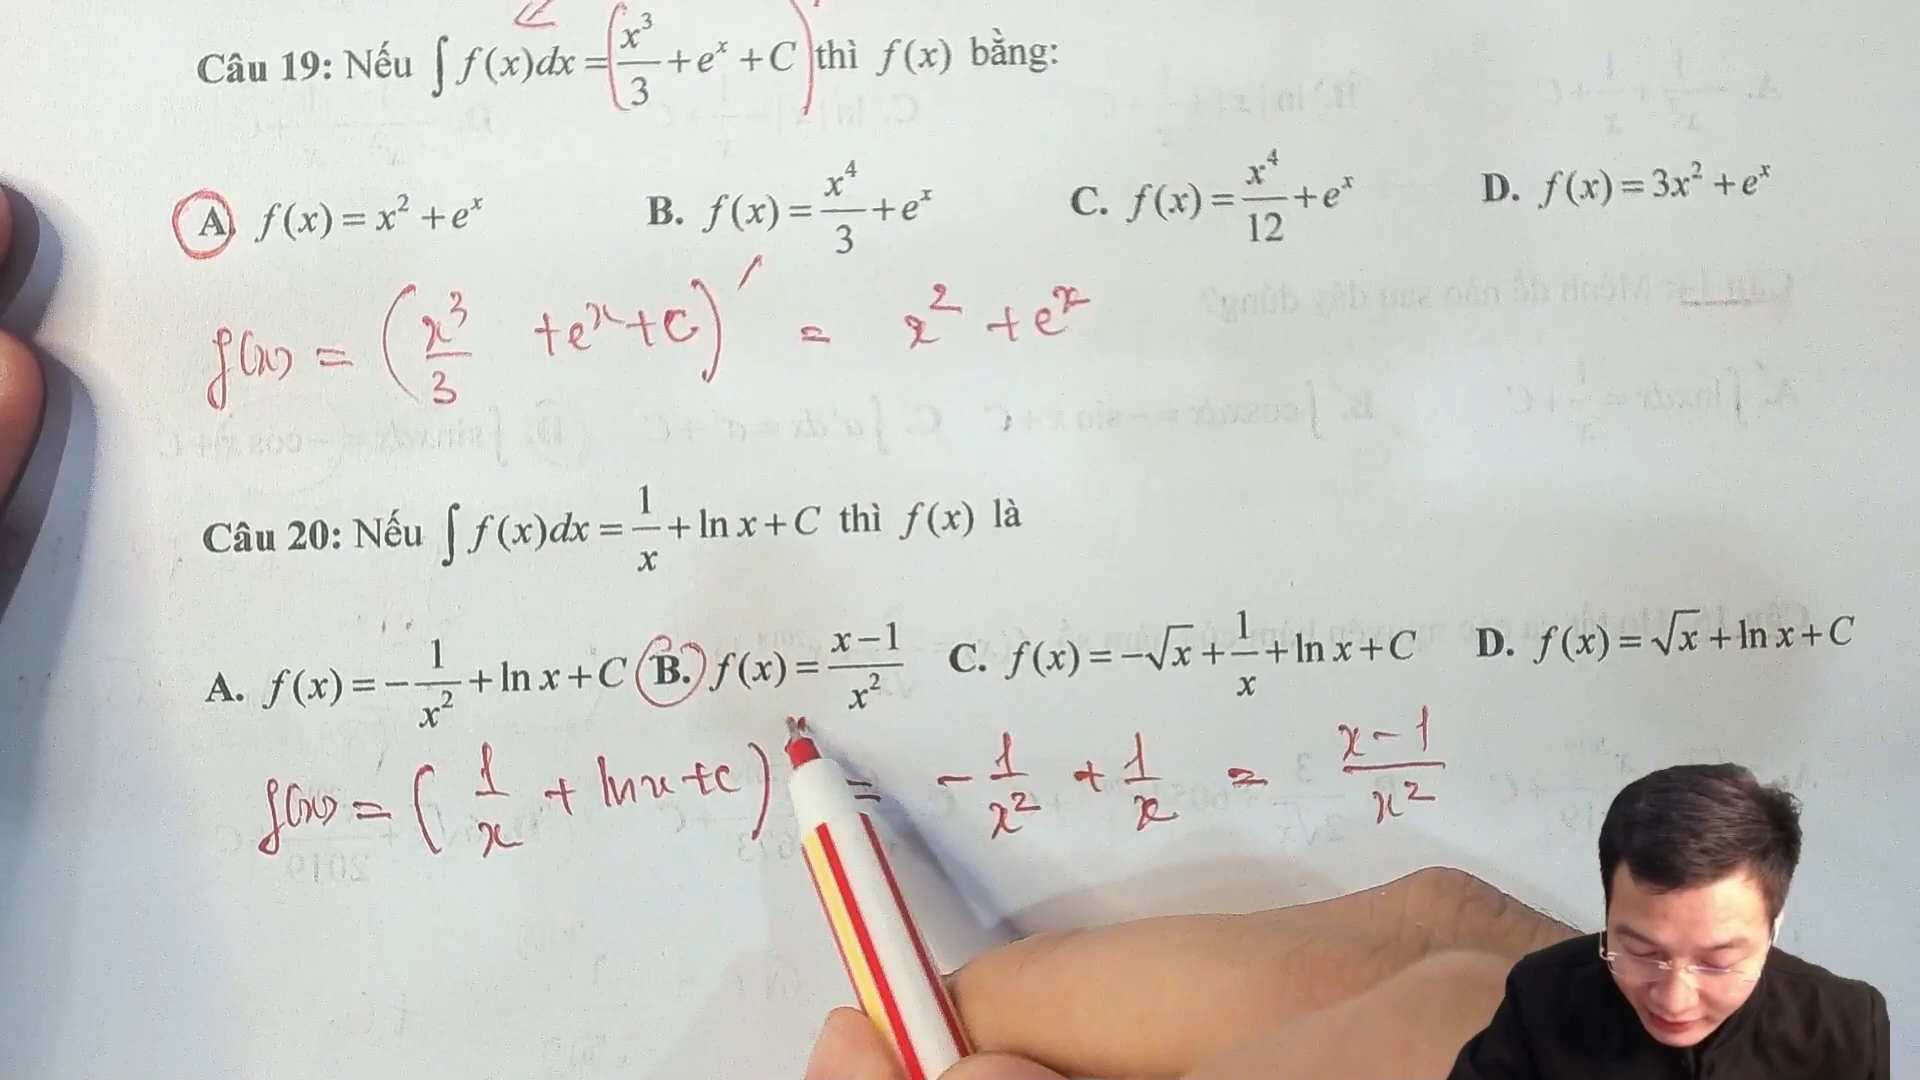 Câu 19: Nếu ∫ f(x)dx = (x³/3 + eˣ + C)' thì f(x) bằng:
A. f(x) = x² + eˣ B. f(x) = x⁴/3 + eˣ C. f(x) = x⁴/12 + eˣ D. f(x) = 3x² + eˣ
f(x) = (x³/3 + eˣ + C)' = x² + eˣ
Câu 20: Nếu ∫ f(x)dx = 1/x + ln x + C thì f(x) là
A. f(x) = -1/x² + ln x + C B. f(x) = (x-1)/x² C. f(x) = -√x + 1/x + ln x + C D. f(x) = √x + ln x + C
f(x) = (1/x + lnx + C) = -1/x² + 1/x = (x-1)/x²